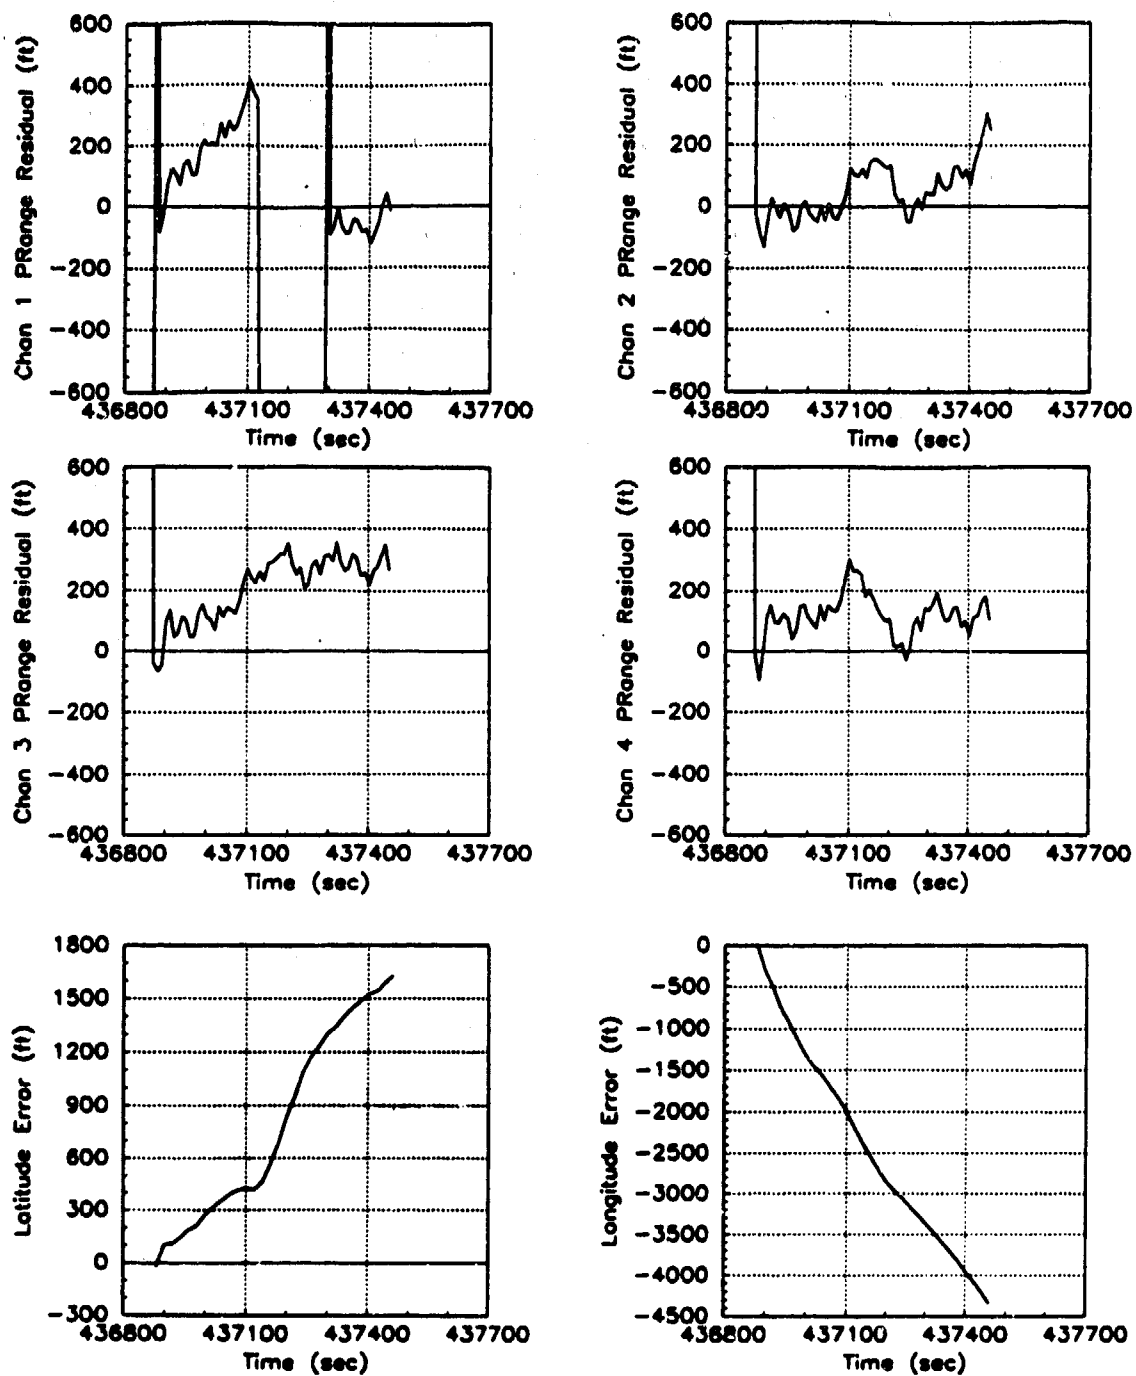 Chan 1 PRange Residual (ft)
600
400
200
0
-200
-400
-600
436800 437100 437400 437700
Time (sec)
Chan 2 PRange Residual (ft)
600
400
200
0
-200
-400
-600
436800 437100 437400 437700
Time (sec)
Chan 3 PRange Residual (ft)
600
400
200
0
-200
-400
-600
436800 437100 437400 437700
Time (sec)
Chan 4 PRange Residual (ft)
600
400
200
0
-200
-400
-600
436800 437100 437400 437700
Time (sec)
Latitude Error (ft)
1800
1500
1200
900
600
300
0
-300
436800 437100 437400 437700
Time (sec)
Longitude Error (ft)
0
-500
-1000
-1500
-2000
-2500
-3000
-3500
-4000
-4500
436800 437100 437400 437700
Time (sec)